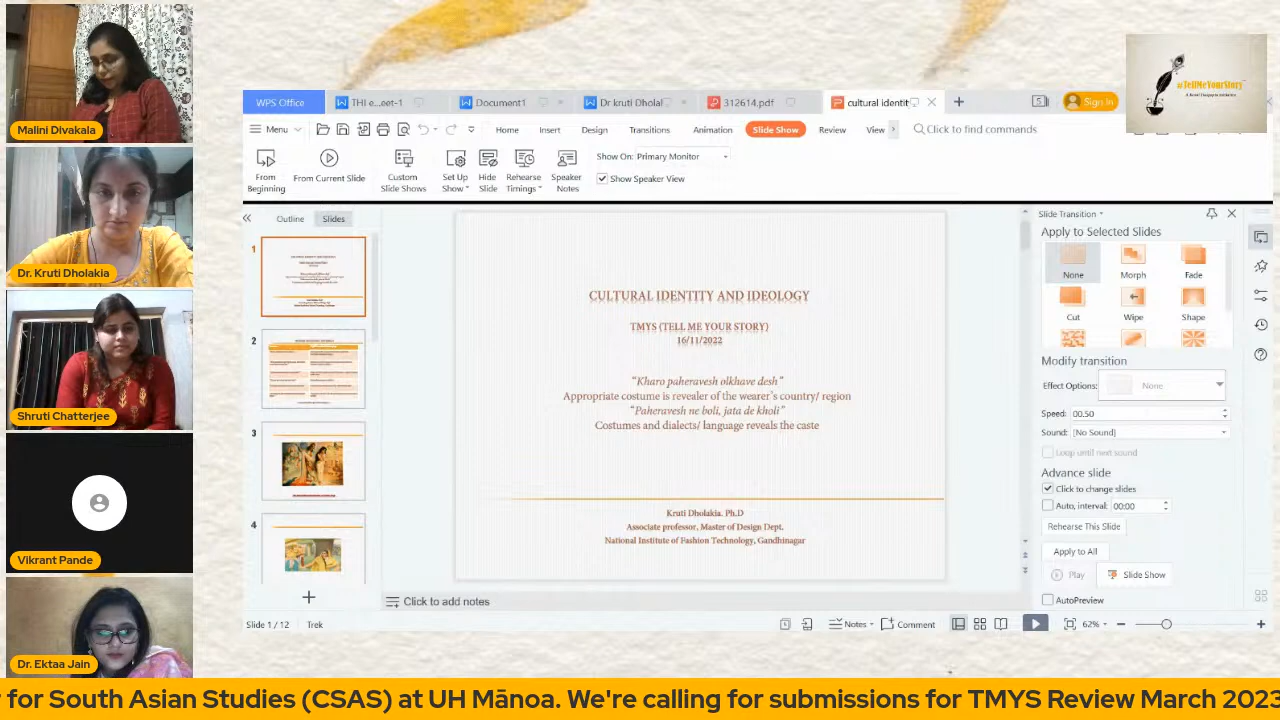 Malini Divakala
Dr. Kruti Dholakia
Shruti Chatterjee
Vikrant Pande
Dr. Ektaa Jain
#TellMeYourStory
WPS Office
THI e...eet-1
Document1
Dr kruti Dholal
312614.pdf
cultural identit
Sign In
Menu
Home
Insert
Design
Transitions
Animation
Slide Show
Review
View
Click to find commands
From Beginning
From Current Slide
Custom Slide Shows
Set Up Show
Hide Slide
Rehearse Timings
Speaker Notes
Show On: Primary Monitor
Show Speaker View
Outline
Slides
1
2
3
4
CULTURAL IDENTITY AND IDEOLOGY
TMYS (TELL ME YOUR STORY)
16/11/2022
"Kharo paheravesh olkhave desh"
Appropriate costume is revealer of the wearer's country/ region
"Paheravesh ne boli, jata de kholi"
Costumes and dialects/ language reveals the caste
Kruti Dholakia. Ph.D
Associate professor, Master of Design Dept.
National Institute of Fashion Technology, Gandhinagar
Slide Transition
Apply to Selected Slides
None
Morph
Fade
Cut
Wipe
Shape
Modify transition
Effect Options:
None
Speed: 00.50
Sound: [No Sound]
Loop until next sound
Advance slide
Click to change slides
Auto, interval: 00:00
Rehearse This Slide
Apply to All
Play
Slide Show
AutoPreview
Click to add notes
Slide 1 / 12
Trek
Notes
Comment
62%
for South Asian Studies (CSAS) at UH Mānoa. We're calling for submissions for TMYS Review March 2023